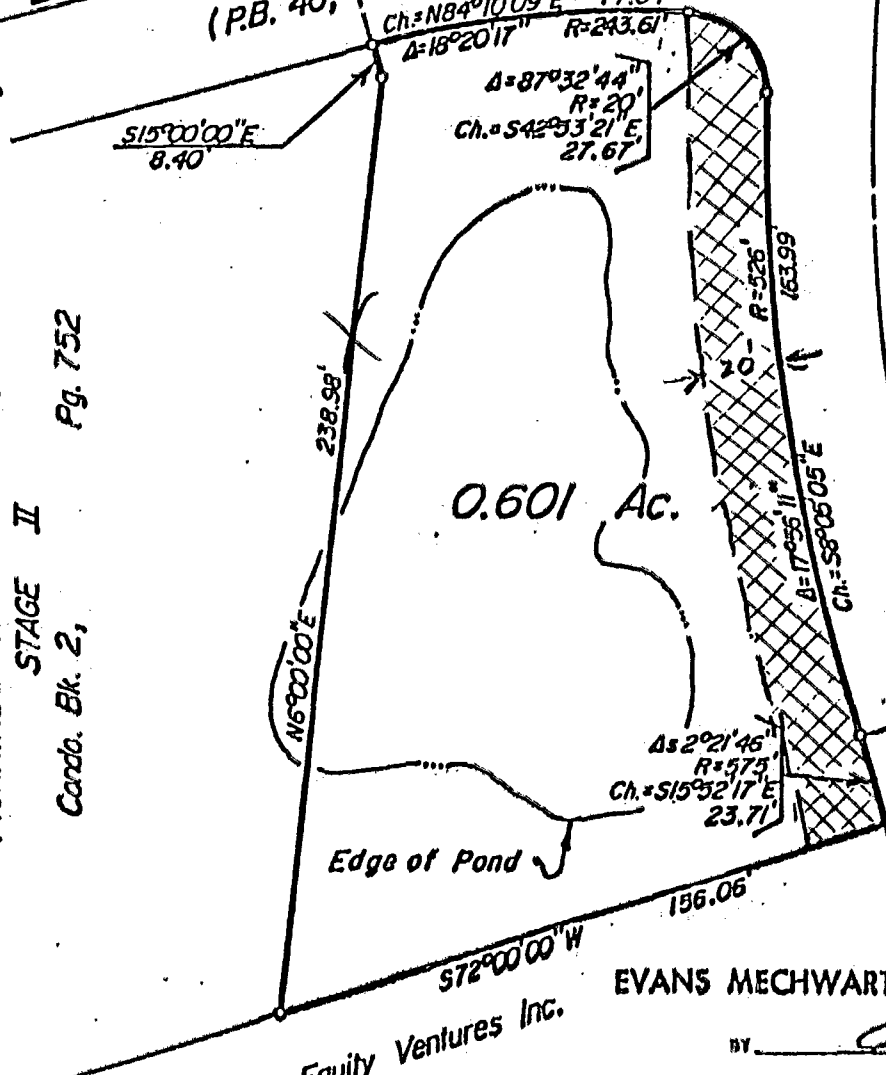 (P.B. 40,
Ch.=N84°10'09"E
Δ=18°20'17"
R=243.61'
Δ=87°32'44"
R=20'
Ch.=S42°53'21"E
27.67'
S15°00'00"E
8.40'
STAGE II
Condo. Bk. 2, Pg. 752
238.98'
N6°00'00"E
0.601 Ac.
R=526'
163.99'
20'
Δ=17°55'11"
Ch.=S8°05'05"E
Δ=2°21'46"
R=575'
Ch.=S15°52'17"E
23.71'
Edge of Pond
156.06'
S72°00'00"W
Equity Ventures Inc.
EVANS MECHWART
BY